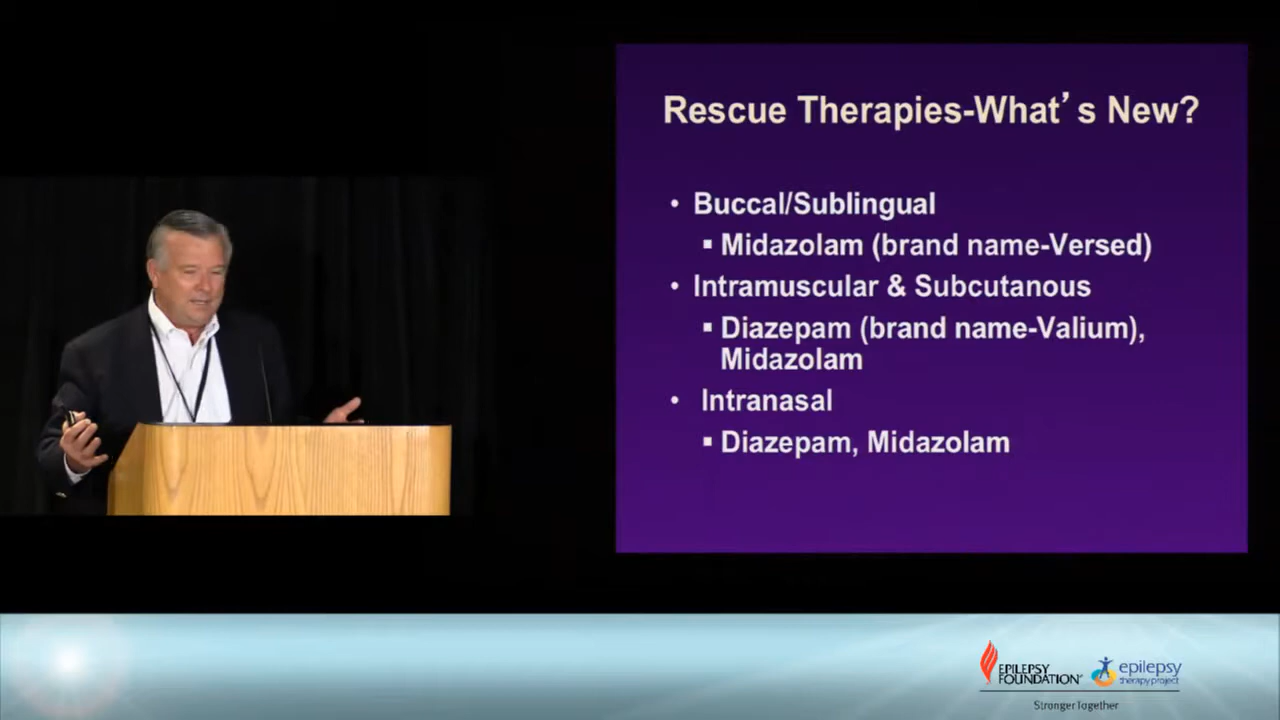 Rescue Therapies-What's New?
• Buccal/Sublingual
▪ Midazolam (brand name-Versed)
• Intramuscular & Subcutanous
▪ Diazepam (brand name-Valium),
Midazolam
• Intranasal
▪ Diazepam, Midazolam
EPILEPSY
FOUNDATION
epilepsy
therapy project
Stronger Together